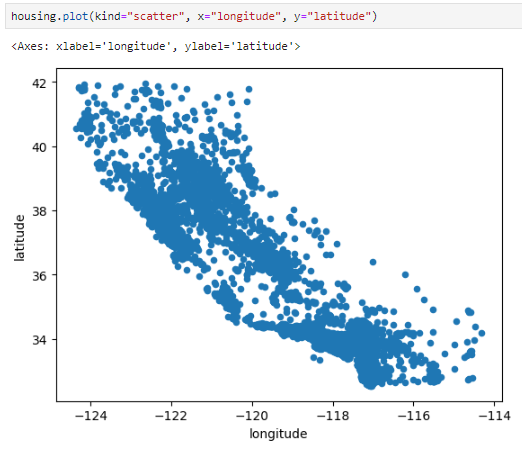 housing.plot(kind="scatter", x="longitude", y="latitude")
<Axes: xlabel='longitude', ylabel='latitude'>
42
40
38
36
34
latitude
−124 −122 −120 −118 −116 −114
longitude